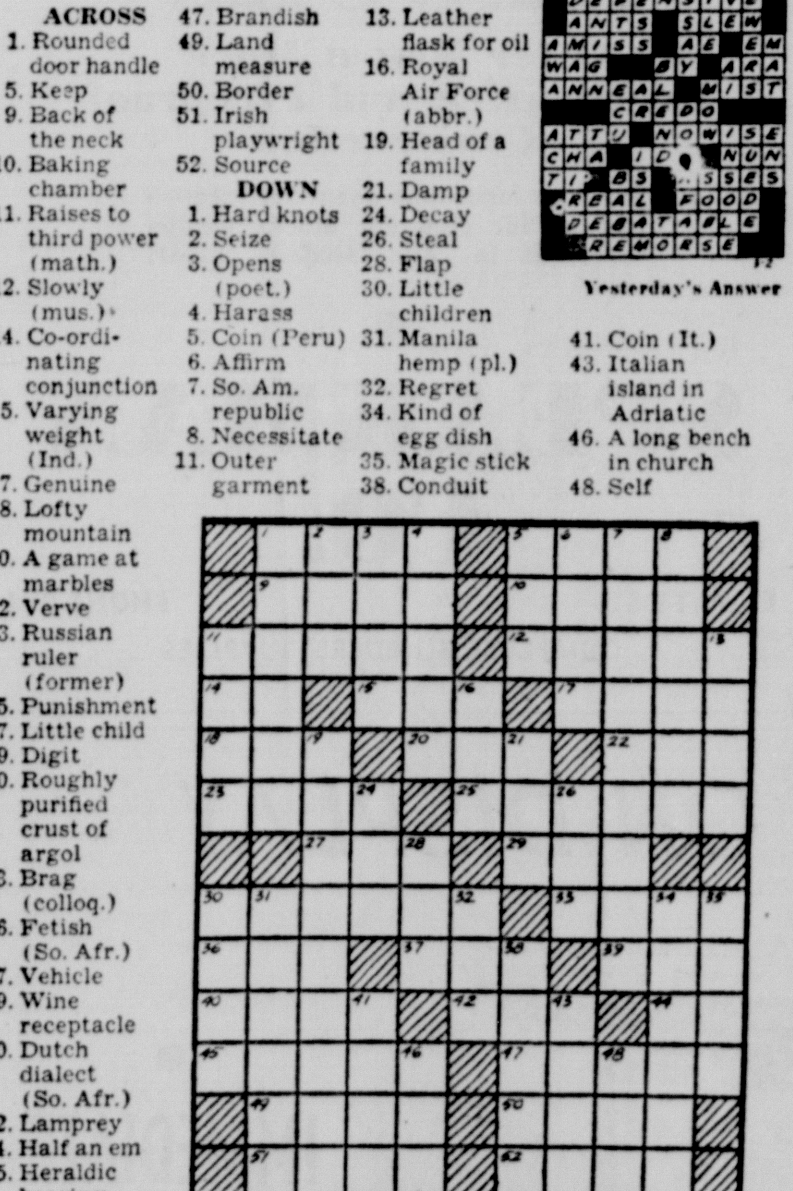 ACROSS
1. Rounded
door handle
5. Keep
9. Back of
the neck
0. Baking
chamber
1. Raises to
third power
(math.)
2. Slowly
(mus.)
4. Co-ordi-
nating
conjunction
5. Varying
weight
(Ind.)
7. Genuine
8. Lofty
mountain
0. A game at
marbles
2. Verve
3. Russian
ruler
(former)
5. Punishment
7. Little child
9. Digit
0. Roughly
purified
crust of
argol
3. Brag
(colloq.)
6. Fetish
(So. Afr.)
7. Vehicle
9. Wine
receptacle
0. Dutch
dialect
(So. Afr.)
2. Lamprey
4. Half an em
5. Heraldic
47. Brandish
49. Land
measure
50. Border
51. Irish
playwright
52. Source
DOWN
1. Hard knots
2. Seize
3. Opens
(poet.)
4. Harass
5. Coin (Peru)
6. Affirm
7. So. Am.
republic
8. Necessitate
11. Outer
garment
13. Leather
flask for oil
16. Royal
Air Force
(abbr.)
19. Head of a
family
21. Damp
24. Decay
26. Steal
28. Flap
30. Little
children
31. Manila
hemp (pl.)
32. Regret
34. Kind of
egg dish
35. Magic stick
38. Conduit
ANTS SLEW
AMISS AE EM
WAG BY ARA
ANNEAL MIST
CREDO
ATTU NOWISE
CHA ID NUN
TI BS SSES
REAL FOOD
DEBATABLE
REMORSE
Yesterday's Answer
41. Coin (It.)
43. Italian
island in
Adriatic
46. A long bench
in church
48. Self
1 2 3 4 5 6 7 8
9 10
11 12 13
14 15 16 17
18 19 20 21 22
23 24 25 26
27 28 29
30 31 32 33 34 35
36 37 38 39
40 41 42 43 44
45 46 47 48
49 50
51 52